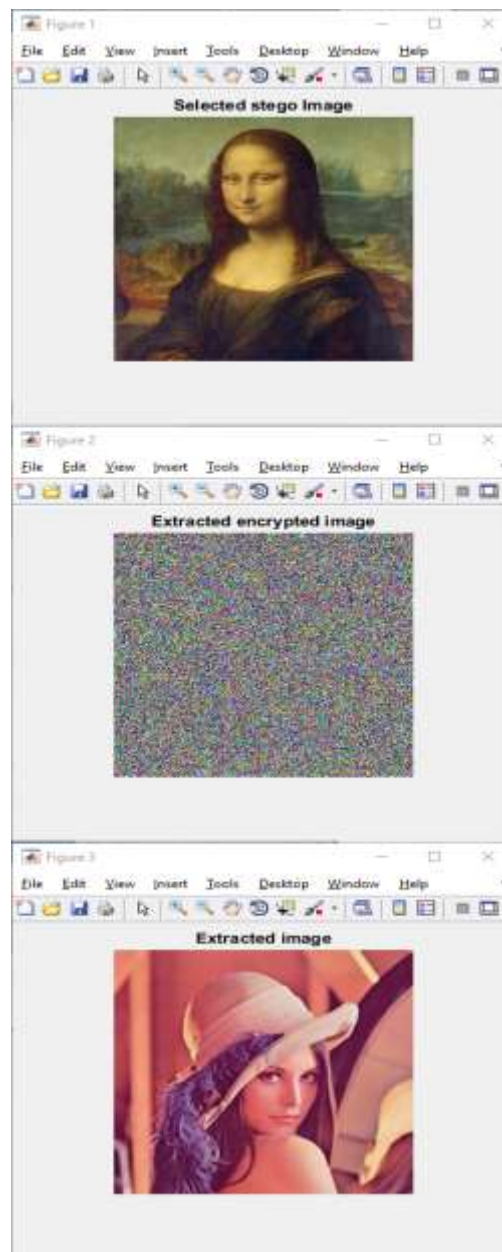 Figure 1
File Edit View Insert Tools Desktop Window Help
Selected stego Image
Figure 2
File Edit View Insert Tools Desktop Window Help
Extracted encrypted image
Figure 3
File Edit View Insert Tools Desktop Window Help
Extracted image